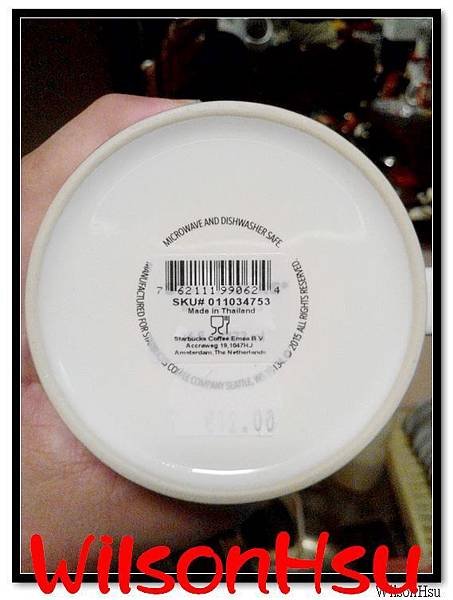 MICROWAVE AND DISHWASHER SAFE.
7 62111 99062 4
SKU# 011034753
Made in Thailand
Starbucks Coffee Emea B.V.
Accraweg 19,1047HJ
Amsterdam,The Netherlands
MANUFACTURED FOR COFFEE COMPANY SEATTLE, © 2015 ALL RIGHTS RESERVED.
WilsonHsu
WilsonHsu